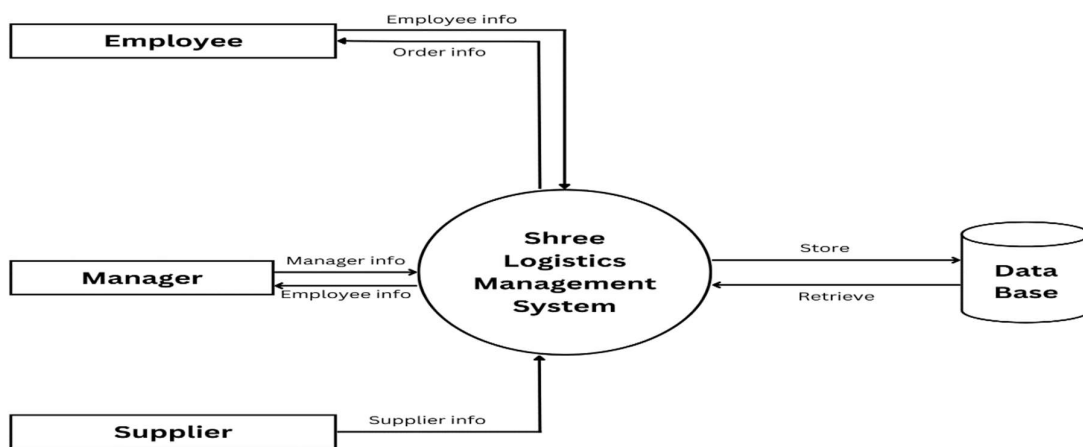 Employee info
Employee
Order info
Shree
Logistics
Management
System
Store
Data
Base
Retrieve
Manager info
Manager
Employee info
Supplier info
Supplier